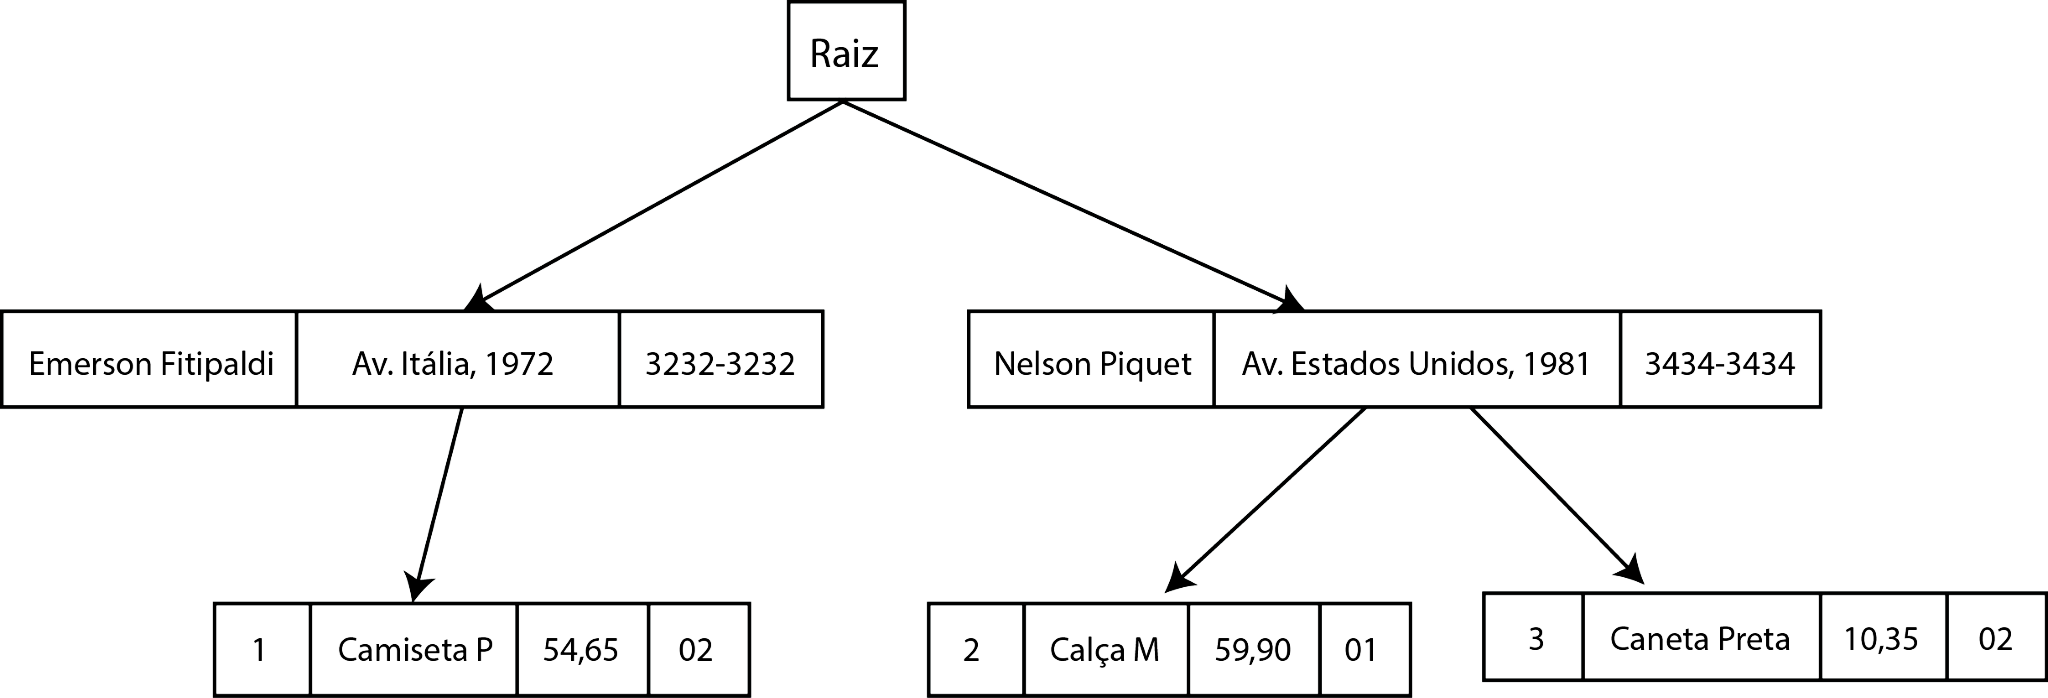 Raiz
Emerson Fitipaldi Av. Itália, 1972 3232-3232
Nelson Piquet Av. Estados Unidos, 1981 3434-3434
1 Camiseta P 54,65 02
2 Calça M 59,90 01
3 Caneta Preta 10,35 02